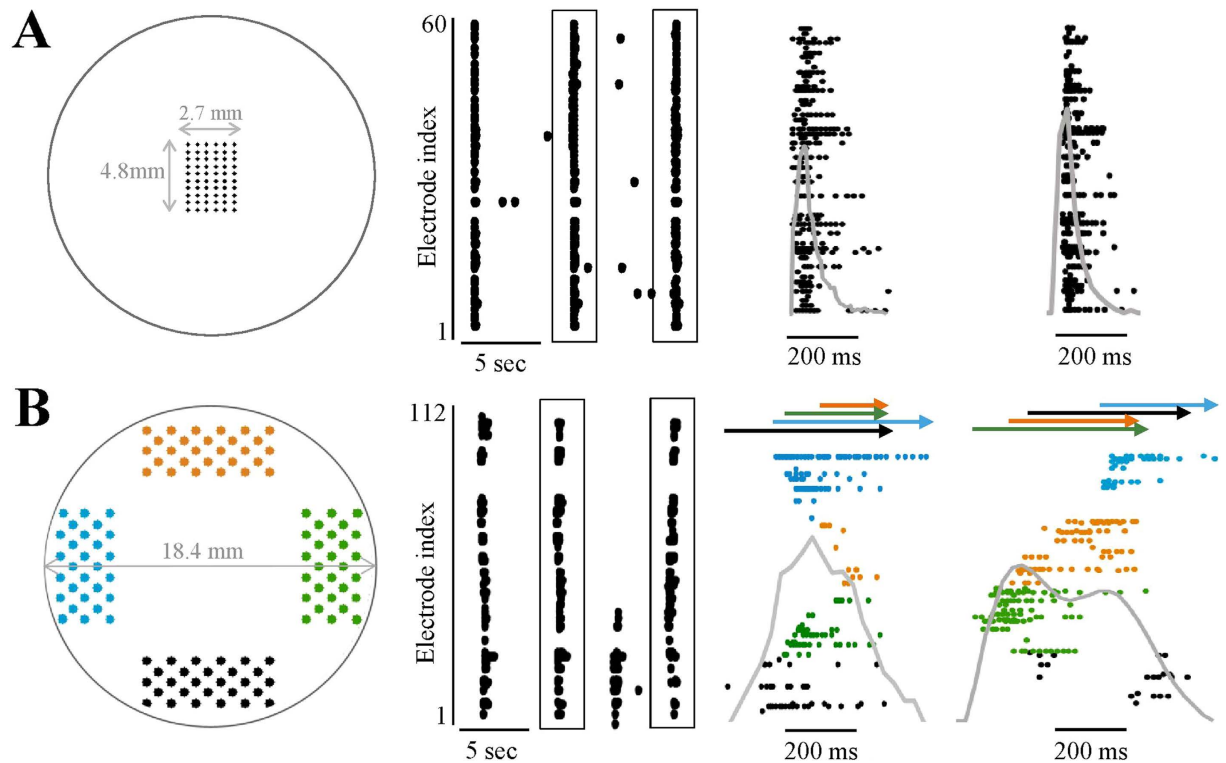 A
2.7 mm
4.8mm
60
Electrode index
1
5 sec
200 ms
200 ms
B
18.4 mm
112
Electrode index
1
5 sec
200 ms
200 ms